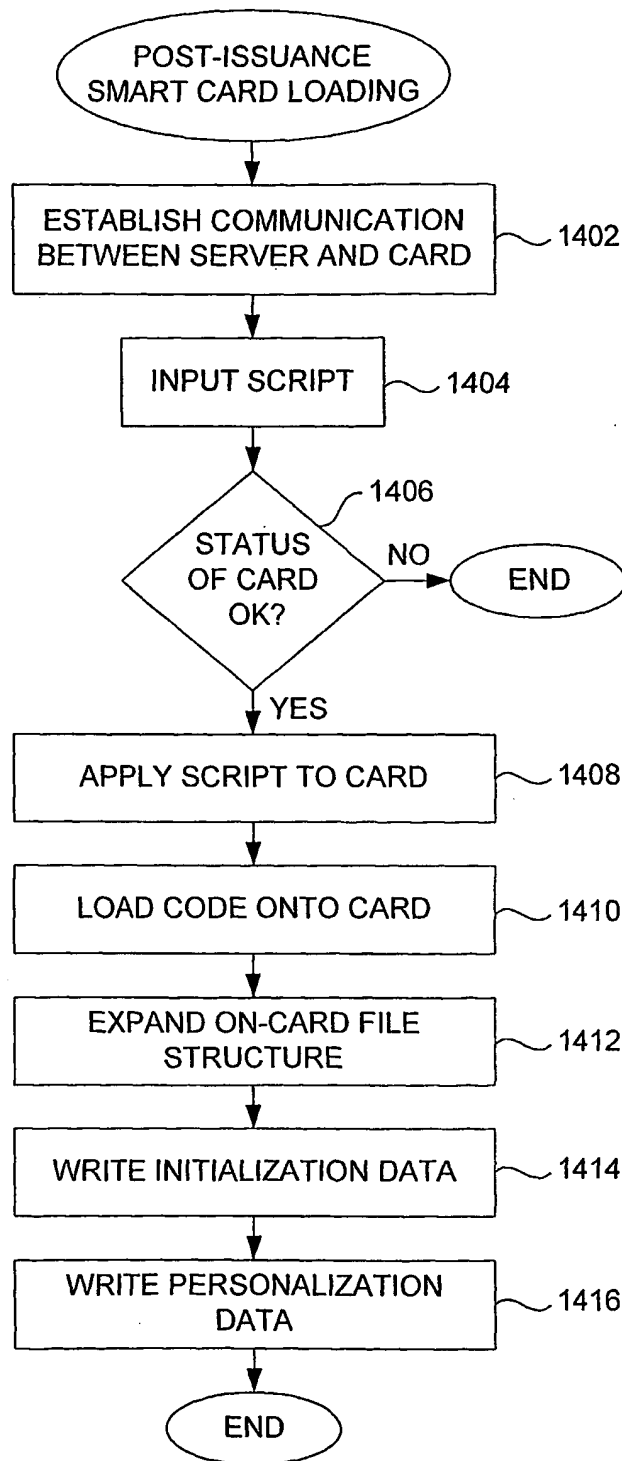 POST-ISSUANCE
SMART CARD LOADING
ESTABLISH COMMUNICATION
BETWEEN SERVER AND CARD
1402
INPUT SCRIPT
1404
1406
STATUS
OF CARD
OK?
NO
END
YES
APPLY SCRIPT TO CARD
1408
LOAD CODE ONTO CARD
1410
EXPAND ON-CARD FILE
STRUCTURE
1412
WRITE INITIALIZATION DATA
1414
WRITE PERSONALIZATION
DATA
1416
END